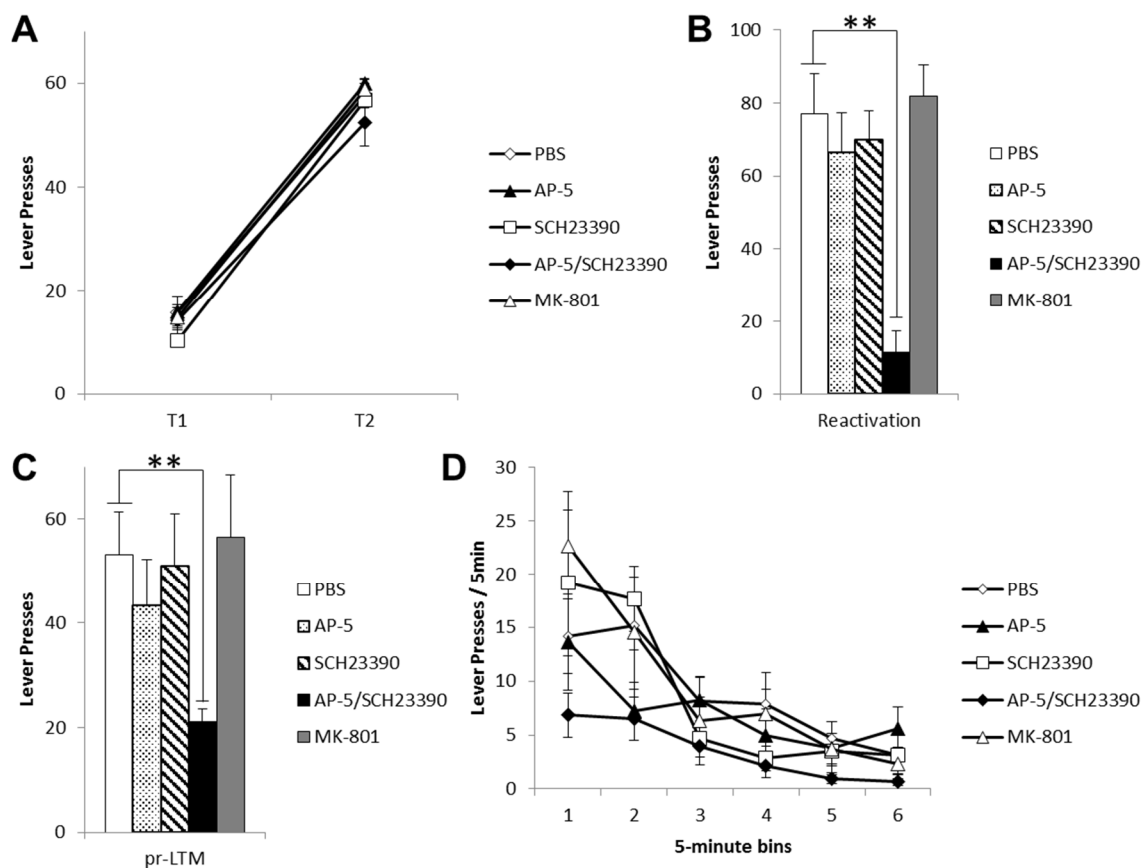 A
Lever Presses
60
40
20
0
T1
T2
PBS
AP-5
SCH23390
AP-5/SCH23390
MK-801
B
**
Lever Presses
100
80
60
40
20
0
Reactivation
PBS
AP-5
SCH23390
AP-5/SCH23390
MK-801
C
**
Lever Presses
60
40
20
0
pr-LTM
PBS
AP-5
SCH23390
AP-5/SCH23390
MK-801
D
Lever Presses / 5min
30
25
20
15
10
5
0
1 2 3 4 5 6
5-minute bins
PBS
AP-5
SCH23390
AP-5/SCH23390
MK-801